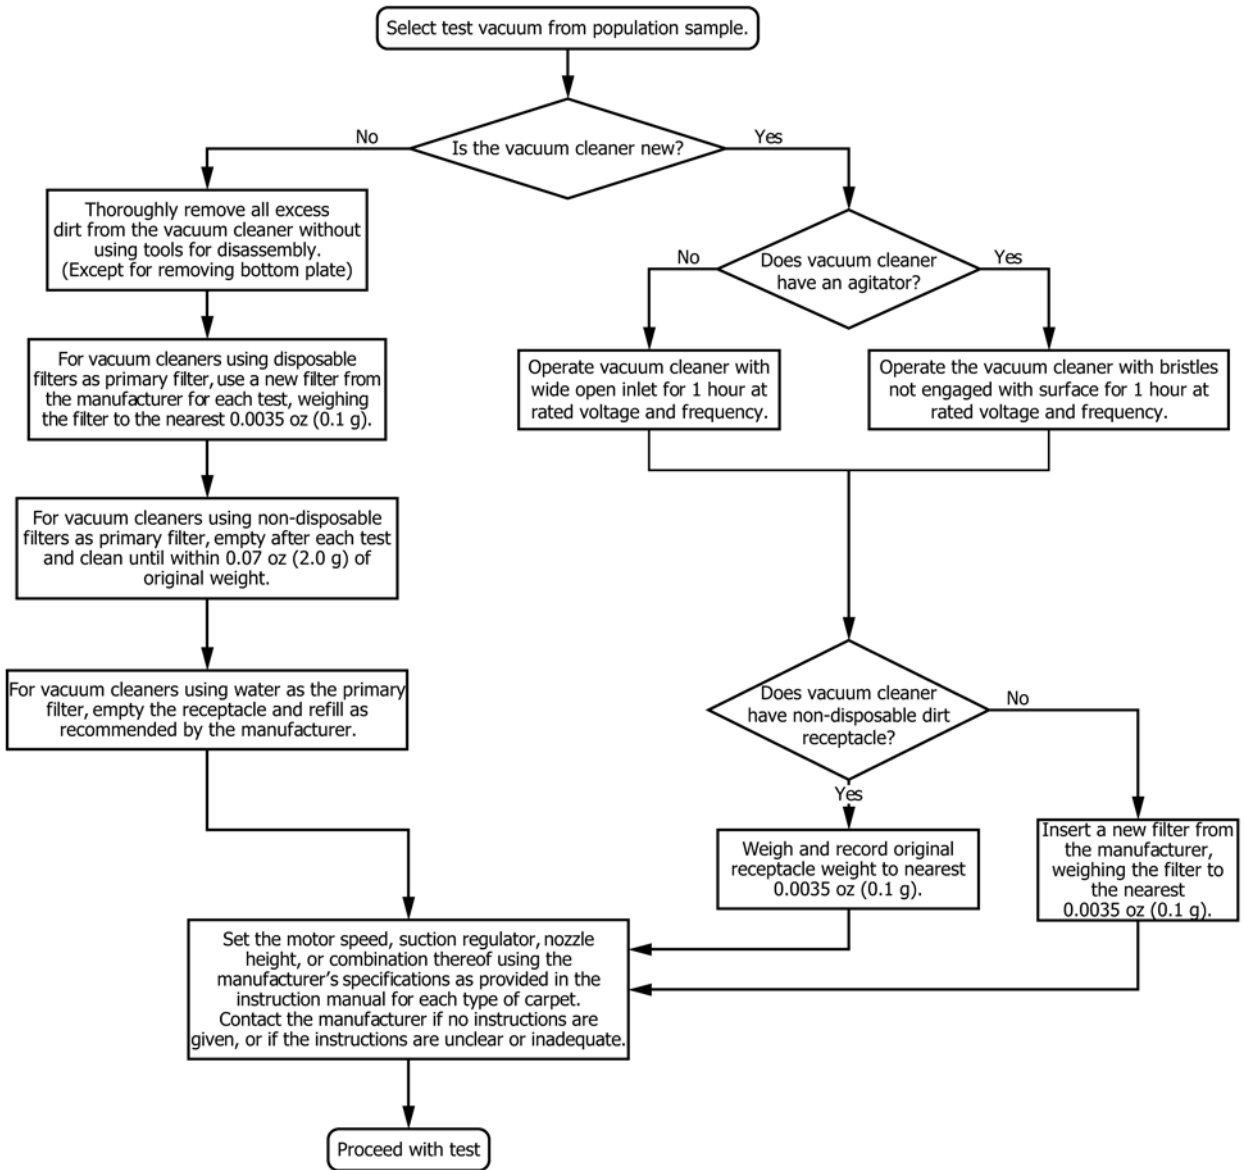 Select test vacuum from population sample.
Is the vacuum cleaner new?
No
Yes
Thoroughly remove all excess
dirt from the vacuum cleaner without
using tools for disassembly.
(Except for removing bottom plate)
For vacuum cleaners using disposable
filters as primary filter, use a new filter from
the manufacturer for each test, weighing
the filter to the nearest 0.0035 oz (0.1 g).
For vacuum cleaners using non-disposable
filters as primary filter, empty after each test
and clean until within 0.07 oz (2.0 g) of
original weight.
For vacuum cleaners using water as the primary
filter, empty the receptacle and refill as
recommended by the manufacturer.
Does vacuum cleaner
have an agitator?
No
Yes
Operate vacuum cleaner with
wide open inlet for 1 hour at
rated voltage and frequency.
Operate the vacuum cleaner with bristles
not engaged with surface for 1 hour at
rated voltage and frequency.
Does vacuum cleaner
have non-disposable dirt
receptacle?
No
Yes
Weigh and record original
receptacle weight to nearest
0.0035 oz (0.1 g).
Insert a new filter from
the manufacturer,
weighing the filter to
the nearest
0.0035 oz (0.1 g).
Set the motor speed, suction regulator, nozzle
height, or combination thereof using the
manufacturer's specifications as provided in the
instruction manual for each type of carpet.
Contact the manufacturer if no instructions are
given, or if the instructions are unclear or inadequate.
Proceed with test